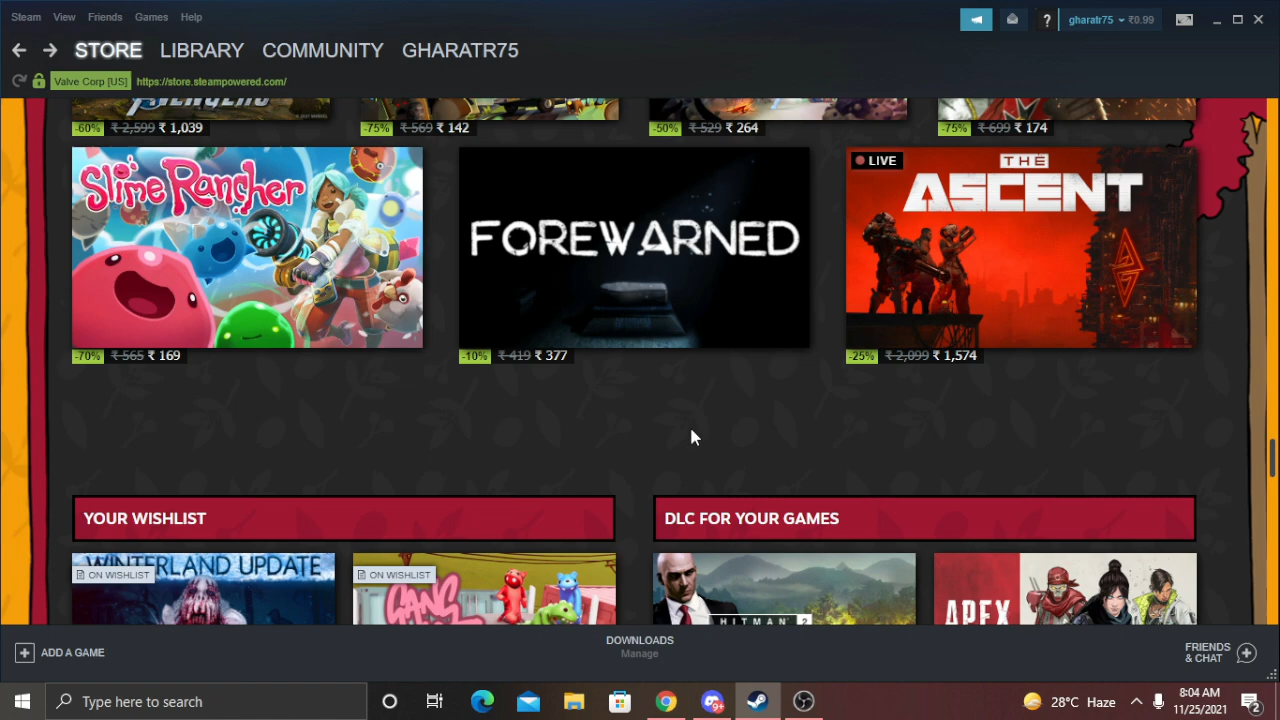 Steam View Friends Games Help
? gharatr75 ₹0.99
STORE LIBRARY COMMUNITY GHARATR75
Valve Corp [US] https://store.steampowered.com/
AVENGERS
-60% ₹ 2,599 ₹ 1,039
-75% ₹ 569 ₹ 142
-50% ₹ 529 ₹ 264
-75% ₹ 699 ₹ 174
Slime Rancher
FOREWARNED
LIVE
THE
ASCENT
-70% ₹ 565 ₹ 169
-10% ₹ 419 ₹ 377
-25% ₹ 2,099 ₹ 1,574
YOUR WISHLIST
DLC FOR YOUR GAMES
WINTERLAND UPDATE
ON WISHLIST
ON WISHLIST
GANG
HITMAN 2
APEX
ADD A GAME
DOWNLOADS
Manage
FRIENDS
& CHAT
Type here to search
9+
28°C Haze
8:04 AM
11/25/2021
2